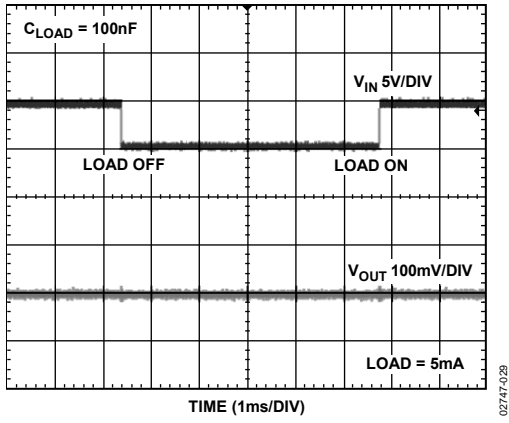 CLOAD = 100nF
VIN 5V/DIV
LOAD OFF
LOAD ON
VOUT 100mV/DIV
LOAD = 5mA
TIME (1ms/DIV)
02747-029